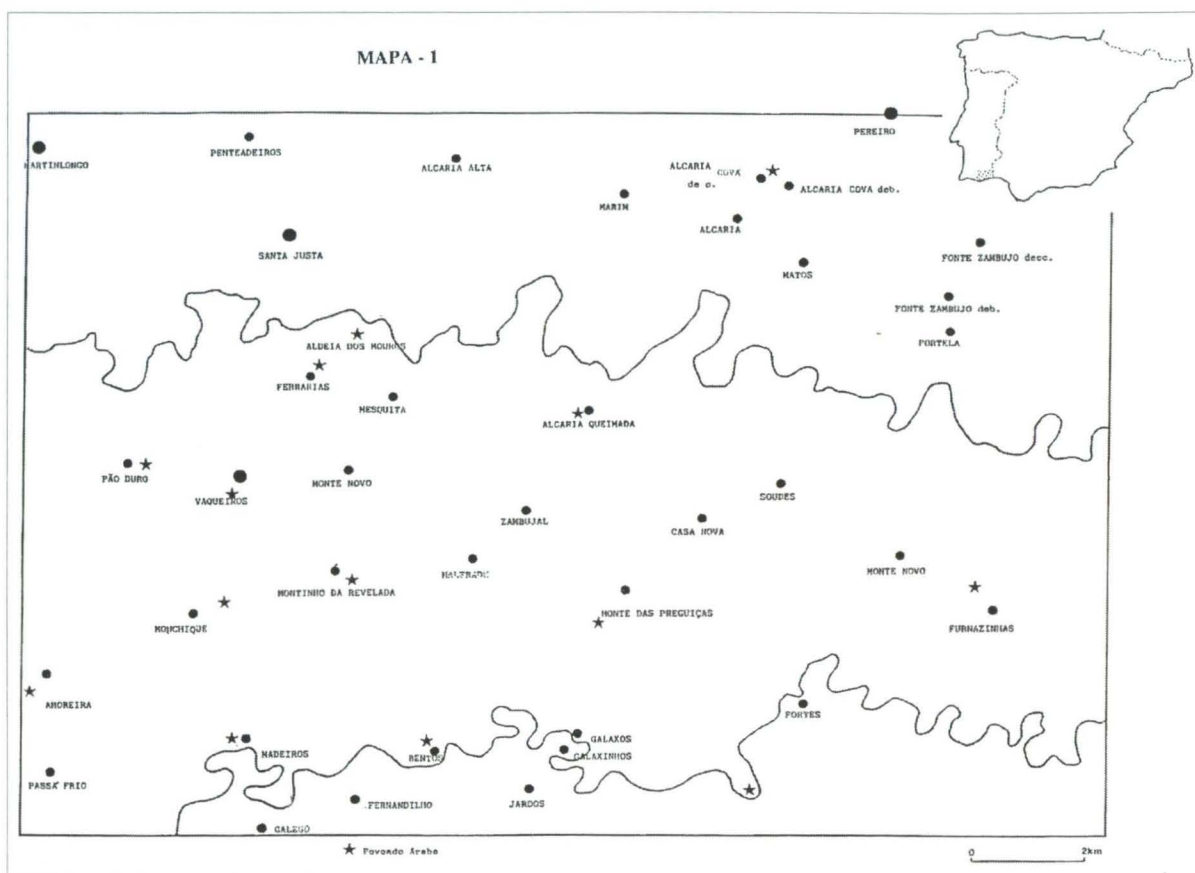 MAPA - 1
PEREIRO
MARTINLONGO
PENTEADEIROS
ALCARIA ALTA
ALCARIA COVA
de c.
ALCARIA COVA deb.
MARIM
ALCARIA
SANTA JUSTA
MATOS
FONTE ZAMBUJO decc.
FONTE ZAMBUJO deb.
PORTELA
ALDEIA DOS MOUROS
FERRARIAS
MESQUITA
ALCARIA QUEIMADA
PÃO DURO
VAQUEIROS
MONTE NOVO
SOUDES
ZAMBUJAL
CASA NOVA
MALFRADE
MONTE NOVO
MONTINHO DA REVELADA
MONTE DAS PREGUIÇAS
MONCHIQUE
FURNAZINHAS
AMOREIRA
FORTES
MADEIROS
BENTOS
GALAXOS
GALAXINHOS
PASSA FRIO
FERNANDILHO
JARDOS
GALEGO
Povoado Árabe
0 2km